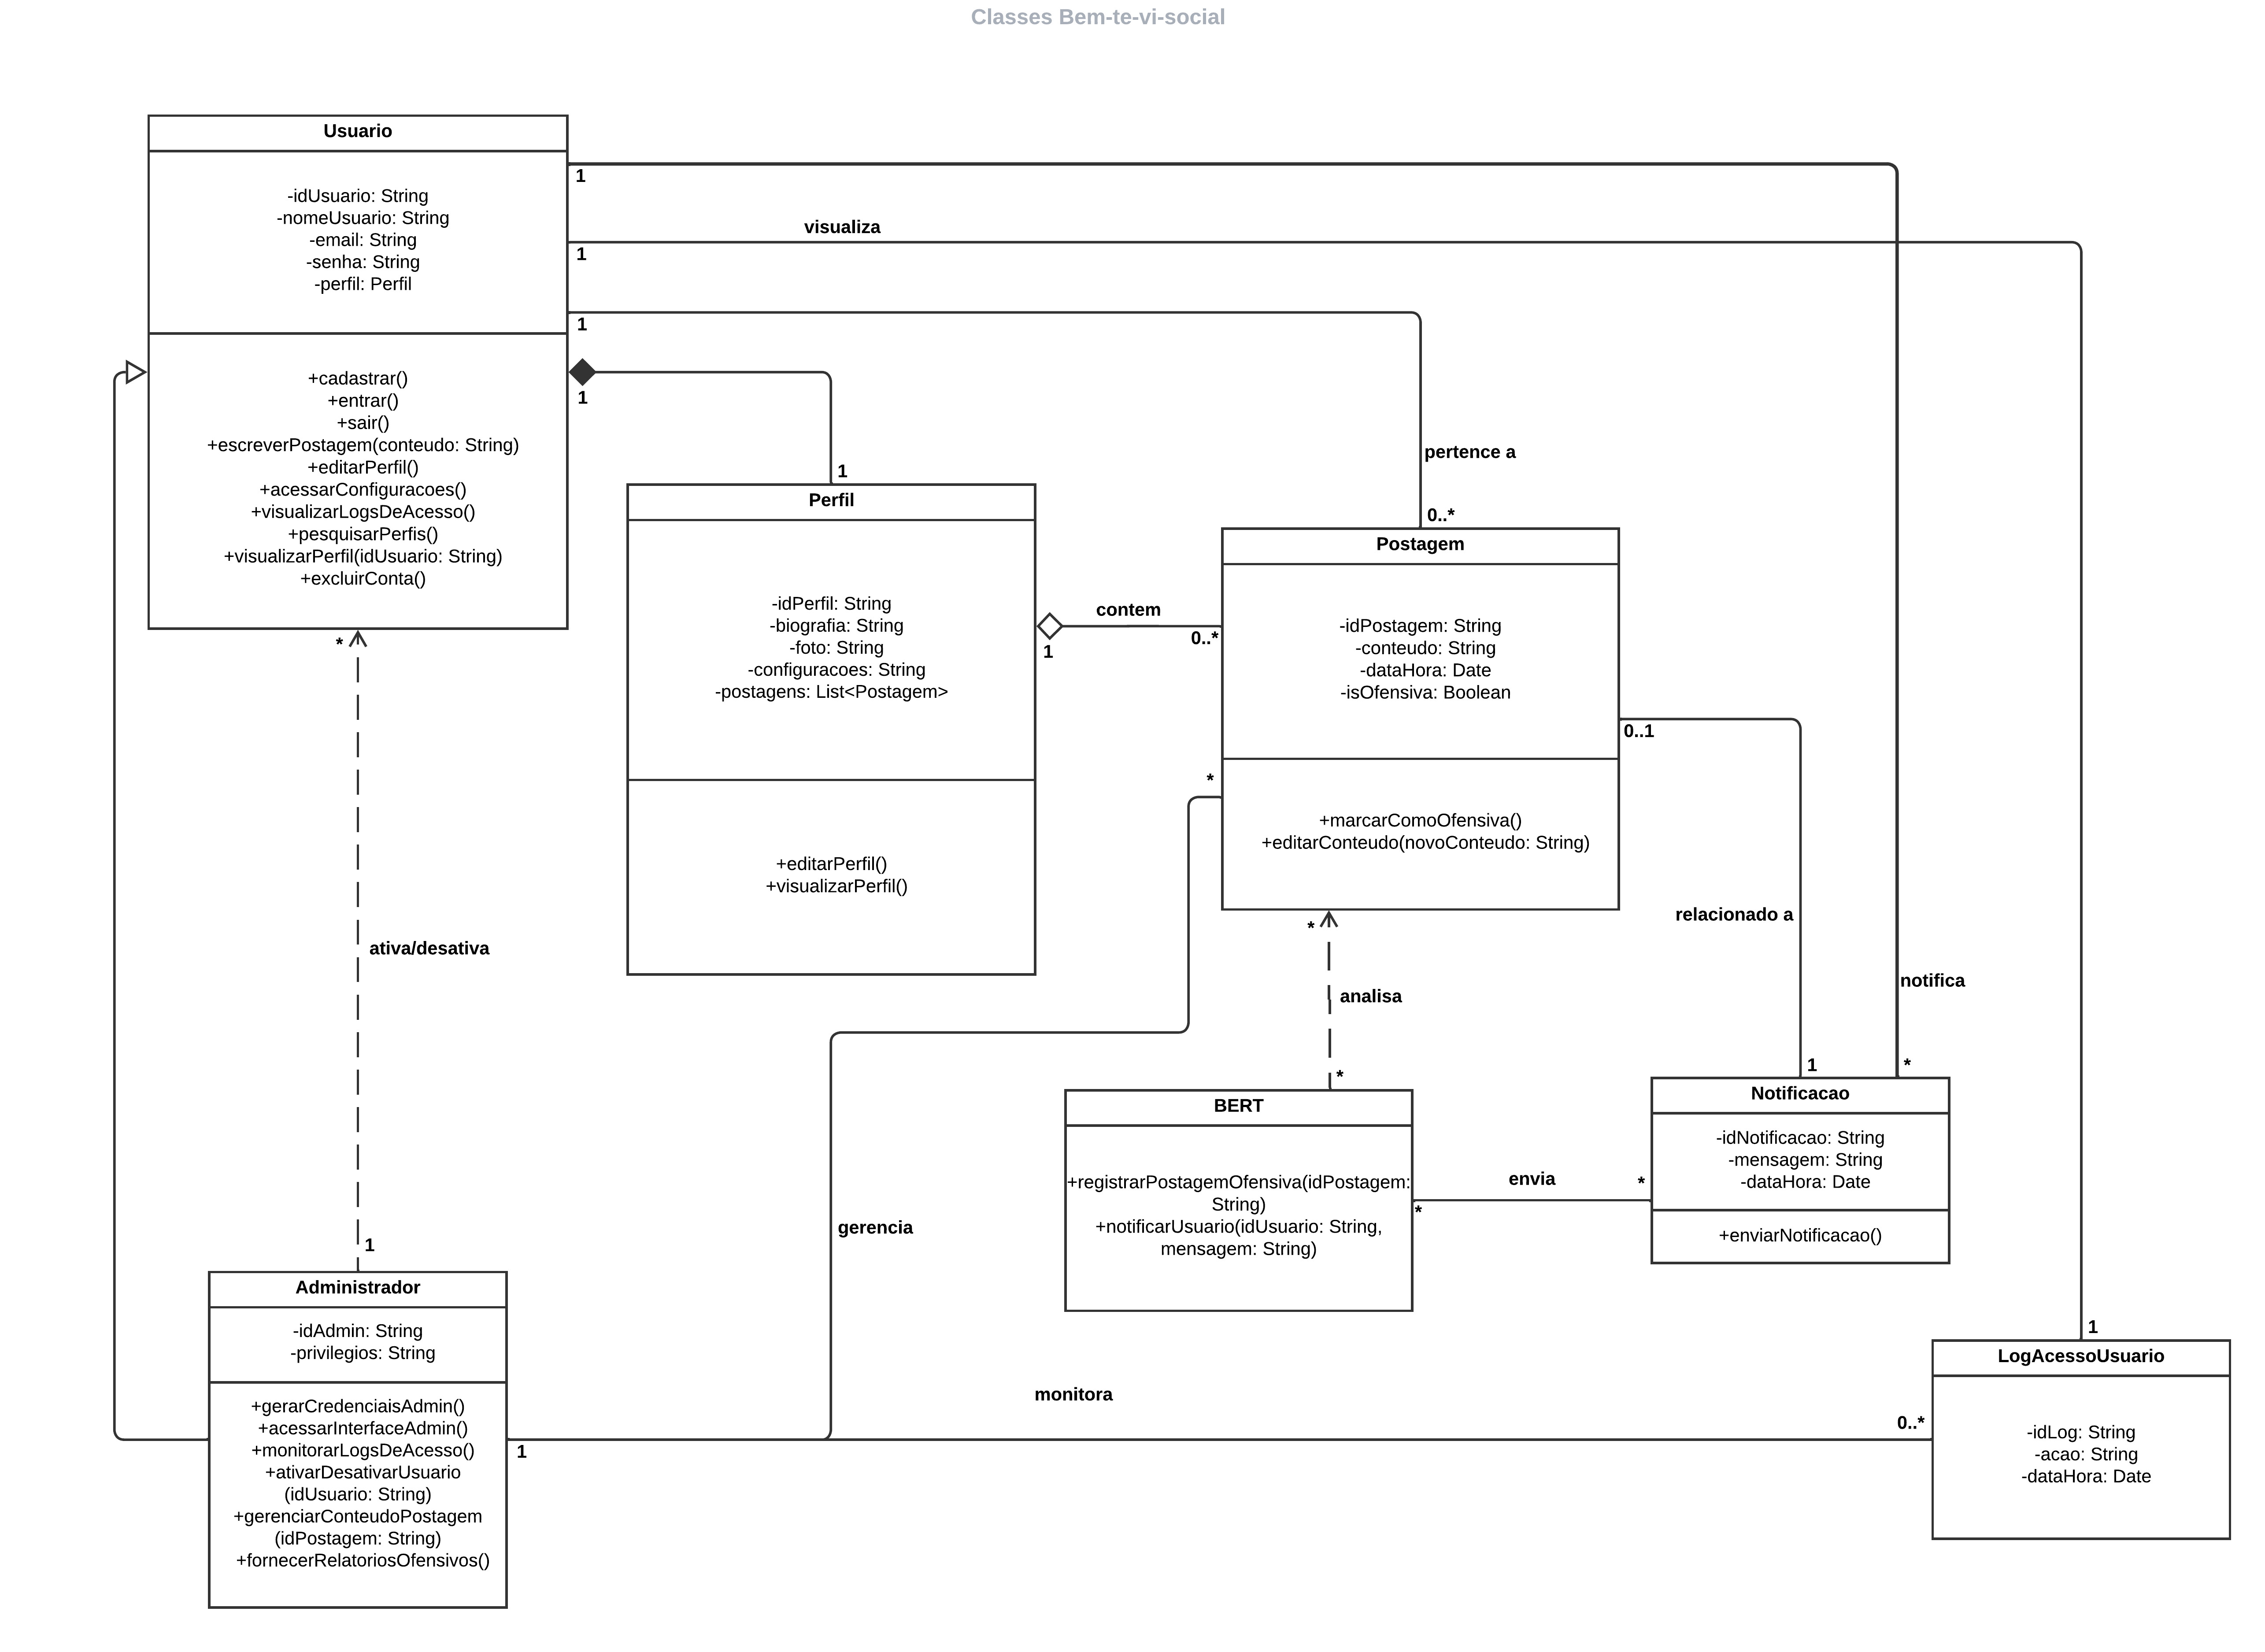 Classes Bem-te-vi-social
Usuario
-idUsuario: String
-nomeUsuario: String
-email: String
-senha: String
-perfil: Perfil
+cadastrar()
+entrar()
+sair()
+escreverPostagem(conteudo: String)
+editarPerfil()
+acessarConfiguracoes()
+visualizarLogsDeAcesso()
+pesquisarPerfis()
+visualizarPerfil(idUsuario: String)
+excluirConta()
1
visualiza
1
1
1
pertence a
1
0..*
Perfil
-idPerfil: String
-biografia: String
-foto: String
-configuracoes: String
-postagens: List<Postagem>
+editarPerfil()
+visualizarPerfil()
contem
0..*
1
Postagem
-idPostagem: String
-conteudo: String
-dataHora: Date
-isOfensiva: Boolean
+marcarComoOfensiva()
+editarConteudo(novoConteudo: String)
0..1
*
*
ativa/desativa
1
*
analisa
*
relacionado a
notifica
1
*
BERT
+registrarPostagemOfensiva(idPostagem:
String)
+notificarUsuario(idUsuario: String,
mensagem: String)
envia
*
*
Notificacao
-idNotificacao: String
-mensagem: String
-dataHora: Date
+enviarNotificacao()
gerencia
Administrador
-idAdmin: String
-privilegios: String
+gerarCredenciaisAdmin()
+acessarInterfaceAdmin()
+monitorarLogsDeAcesso()
+ativarDesativarUsuario
(idUsuario: String)
+gerenciarConteudoPostagem
(idPostagem: String)
+fornecerRelatoriosOfensivos()
1
monitora
0..*
1
LogAcessoUsuario
-idLog: String
-acao: String
-dataHora: Date